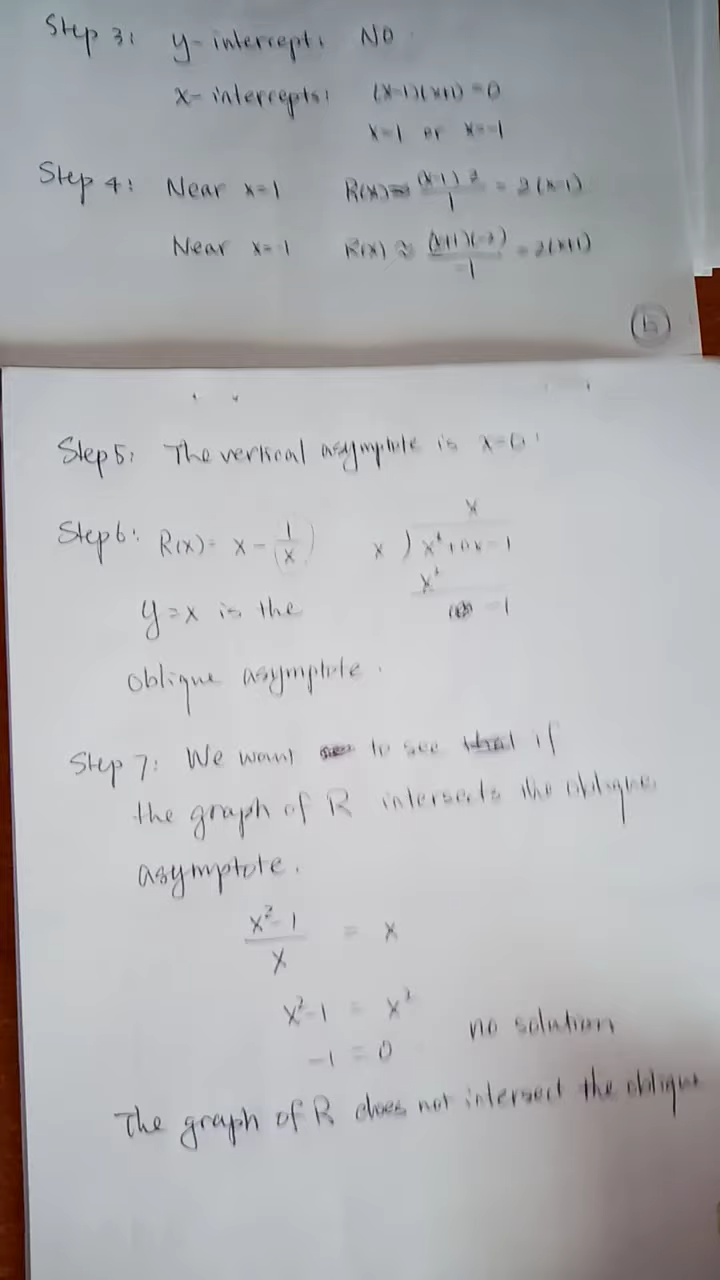 Step 3: y-intercept: NO
x-intercepts: (x-1)(x+1) = 0
x=1 or x=-1
Step 4: Near x=1 R(x)≈ (x-1) 2 / 1 = 2(x-1)
Near x=-1 R(x) ≈ (x+1)(-2) / -1 = 2(x+1)
Step 5: The vertical asymptote is x=0
x
Step 6: R(x) = x - 1/x x ) x² + 0x - 1
x²
y=x is the -1
oblique asymptote.
Step 7: We want to see if
the graph of R intersects the oblique
asymptote.
x²-1 / x = x
x²-1 = x²
no solution
-1 = 0
The graph of R does not intersect the oblique